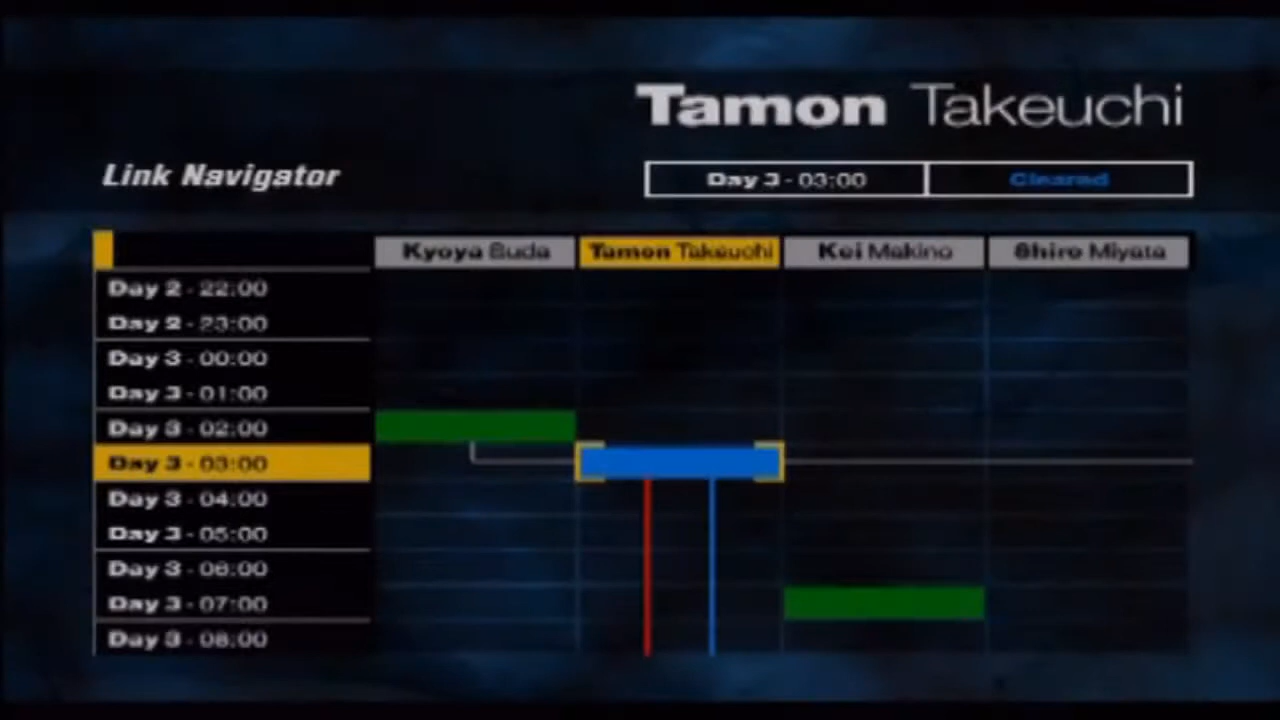 Tamon Takeuchi
Link Navigator
Day 3 - 03:00 Cleared
Kyoya Suda Tamon Takeuchi Kei Makino Shiro Miyata
Day 2 - 22:00
Day 2 - 23:00
Day 3 - 00:00
Day 3 - 01:00
Day 3 - 02:00
Day 3 - 03:00
Day 3 - 04:00
Day 3 - 05:00
Day 3 - 06:00
Day 3 - 07:00
Day 3 - 08:00